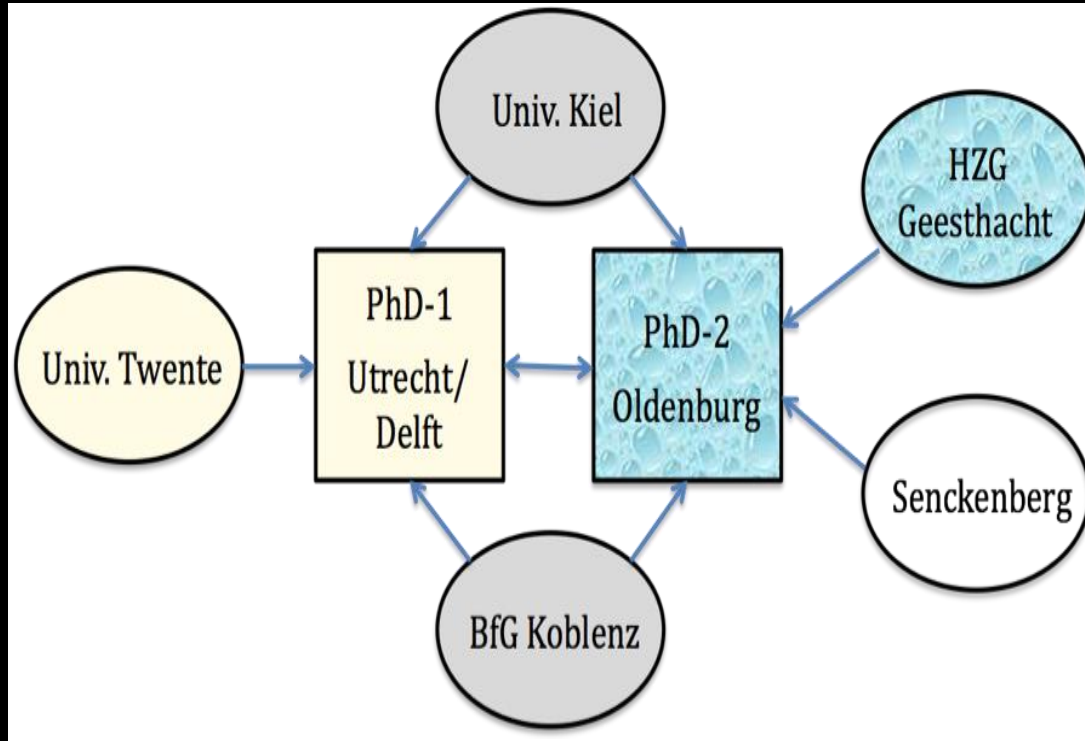 Univ. Kiel
HZG
Geesthacht
PhD-1
Utrecht/
Delft
PhD-2
Oldenburg
Univ. Twente
Senckenberg
BfG Koblenz